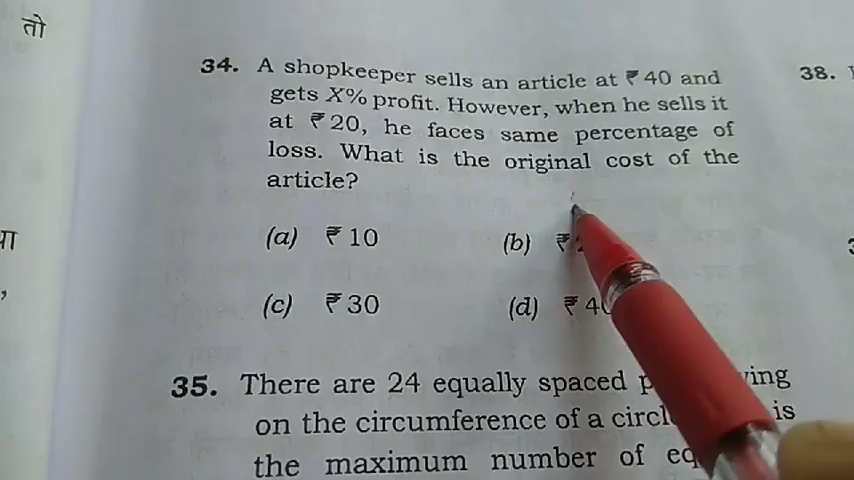 तो
34. A shopkeeper sells an article at ₹ 40 and
gets X% profit. However, when he sells it
at ₹ 20, he faces same percentage of
loss. What is the original cost of the
article?
(a) ₹ 10
(b) ₹
(c) ₹ 30
(d) ₹ 4
35. There are 24 equally spaced
on the circumference of a is
the maximum number of
38.